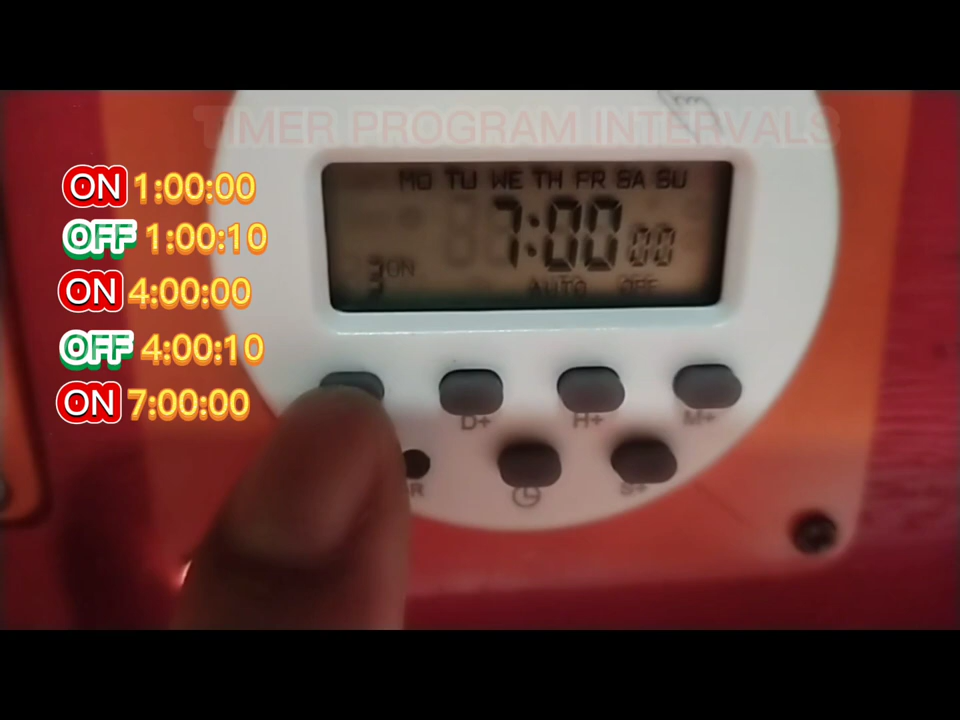 TIMER PROGRAM INTERVALS
ON 1:00:00
OFF 1:00:10
ON 4:00:00
OFF 4:00:10
ON 7:00:00
MO TU WE TH FR SA SU
7:00 00
3 ON
AUTO OFF
D+ H+ M+
R S+